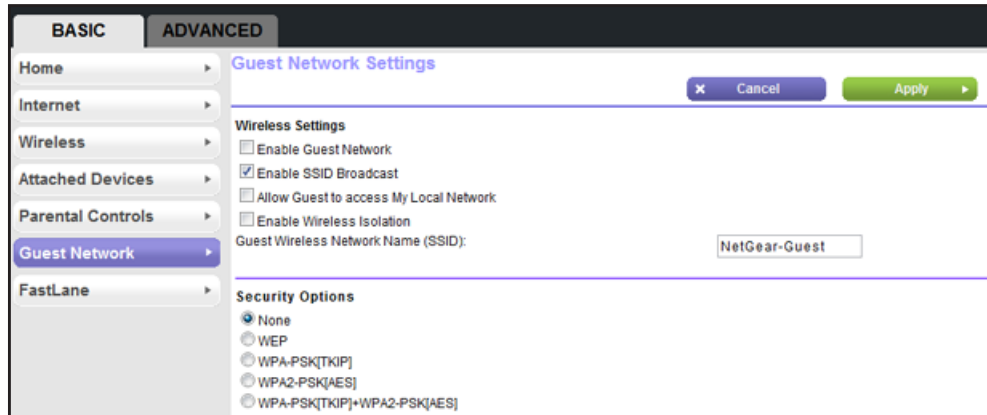 BASIC ADVANCED
Home
Internet
Wireless
Attached Devices
Parental Controls
Guest Network
FastLane
Guest Network Settings
Cancel Apply
Wireless Settings
Enable Guest Network
Enable SSID Broadcast
Allow Guest to access My Local Network
Enable Wireless Isolation
Guest Wireless Network Name (SSID): NetGear-Guest
Security Options
None
WEP
WPA-PSK[TKIP]
WPA2-PSK[AES]
WPA-PSK[TKIP]+WPA2-PSK[AES]